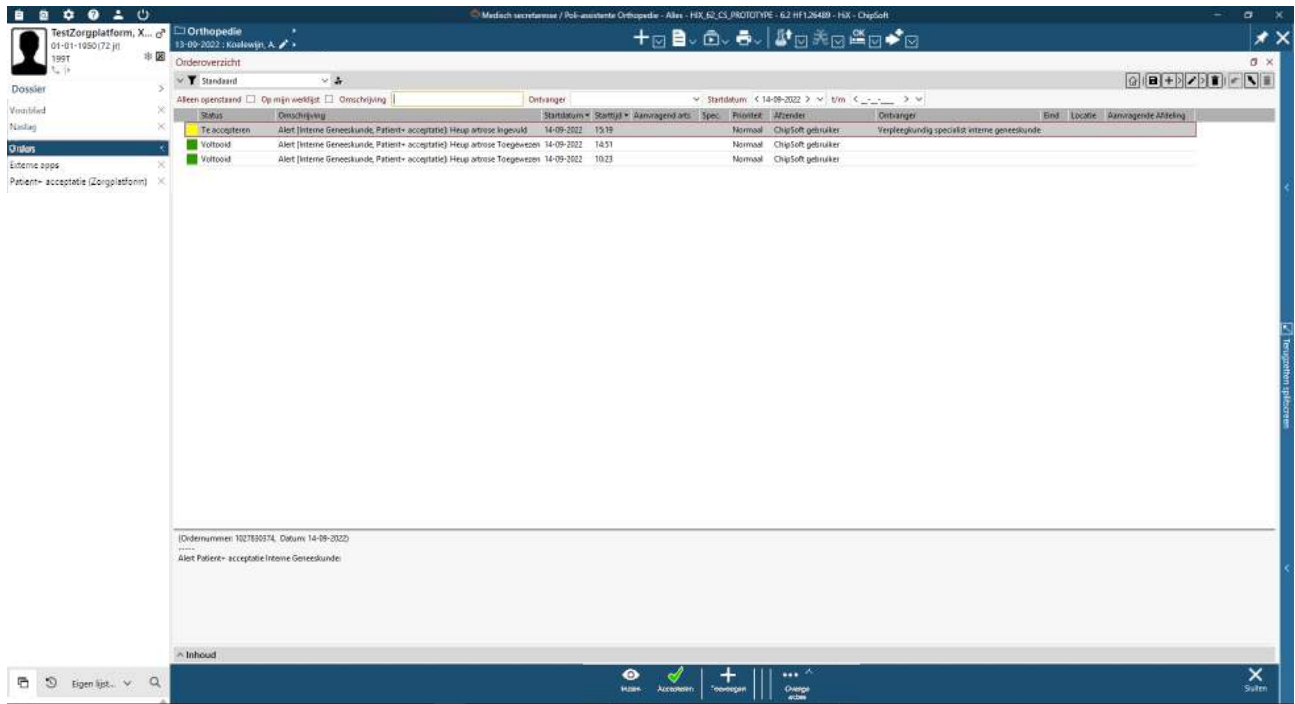 Medisch secretaresse / Poli-assistente Orthopedie - Alles - HIX_62_CS_PROTOTYPE - 6.2 HF1.26489 - HiX - ChipSoft
TestZorgplatform, X...
01-01-1950 (72 jr)
1991
Orthopedie
13-09-2022 : Koalewijn, A.
Orderoverzicht
Standaard
Dossier
Alleen openstaand Op mijn werklijst Omschrijving Ontvanger Startdatum < 14-09-2022 > t/m < _-_-____ >
Voorblad
Status Omschrijving Startdatum Starttijd Aanvragend arts Spec. Prioriteit Afzender Ontvanger Eind Locatie Aanvragende Afdeling
Naslag
Te accepteren Alert (Interne Geneeskunde, Patient+ acceptatie): Heup artrose Ingevuld 14-09-2022 15:19 Normaal ChipSoft gebruiker Verpleegkundig specialist interne geneeskunde
Orders
Voltooid Alert (Interne Geneeskunde, Patient+ acceptatie): Heup artrose Toegewezen 14-09-2022 14:51 Normaal ChipSoft gebruiker
Externe apps
Voltooid Alert (Interne Geneeskunde, Patient+ acceptatie): Heup artrose Toegewezen 14-09-2022 10:23 Normaal ChipSoft gebruiker
Patient+ acceptatie (Zorgplatform)
Terugzetten splitscreen
(Ordernummer: 1027830374, Datum: 14-09-2022)
-----
Alert Patient+ acceptatie Interne Geneeskunde:
Inhoud
Eigen lijst...
Inzien Accepteren Toevoegen Overige acties
Sluiten